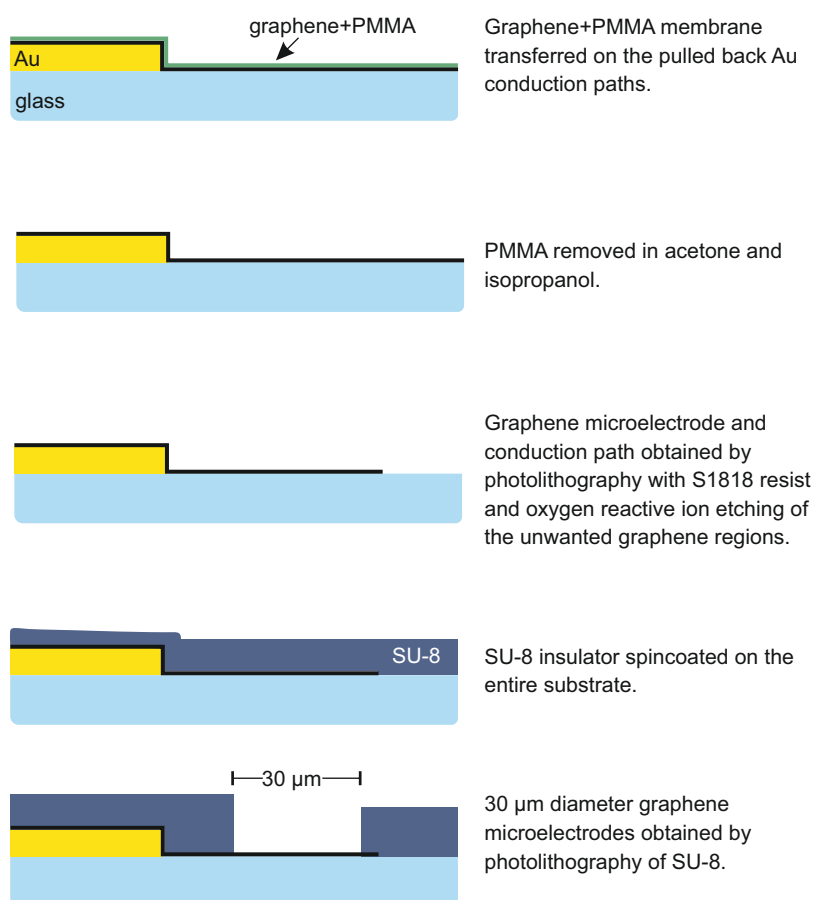 graphene+PMMA
Au
glass
Graphene+PMMA membrane
transferred on the pulled back Au
conduction paths.
PMMA removed in acetone and
isopropanol.
Graphene microelectrode and
conduction path obtained by
photolithography with S1818 resist
and oxygen reactive ion etching of
the unwanted graphene regions.
SU-8
SU-8 insulator spincoated on the
entire substrate.
30 µm
30 µm diameter graphene
microelectrodes obtained by
photolithography of SU-8.